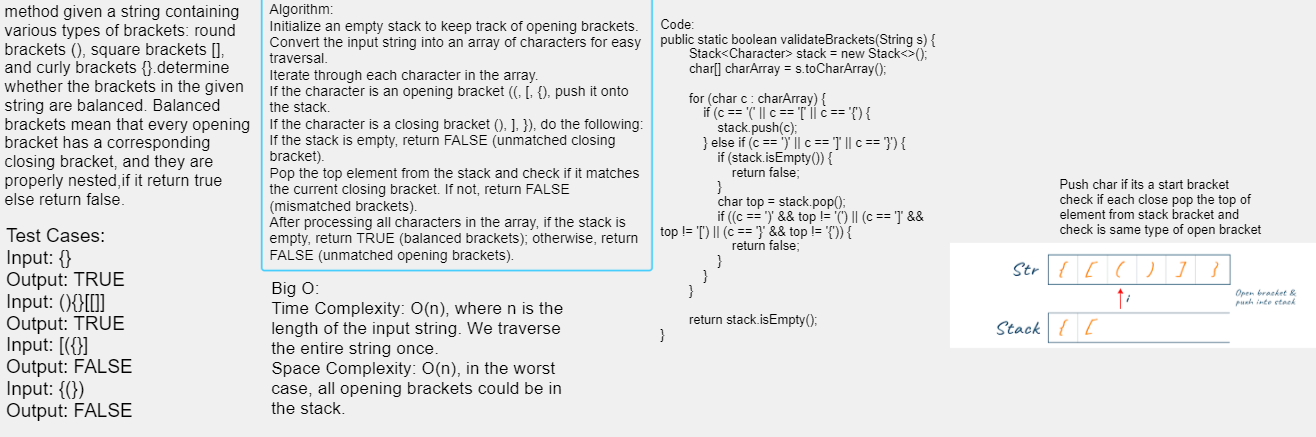 method given a string containing
various types of brackets: round
brackets (), square brackets [],
and curly brackets {}.determine
whether the brackets in the given
string are balanced. Balanced
brackets mean that every opening
bracket has a corresponding
closing bracket, and they are
properly nested,if it return true
else return false.
Test Cases:
Input: {}
Output: TRUE
Input: (){}[[]]
Output: TRUE
Input: [({}]
Output: FALSE
Input: {(})
Output: FALSE
Algorithm:
Initialize an empty stack to keep track of opening brackets.
Convert the input string into an array of characters for easy
traversal.
Iterate through each character in the array.
If the character is an opening bracket ((, [, {), push it onto
the stack.
If the character is a closing bracket (), ], }), do the following:
If the stack is empty, return FALSE (unmatched closing
bracket).
Pop the top element from the stack and check if it matches
the current closing bracket. If not, return FALSE
(mismatched brackets).
After processing all characters in the array, if the stack is
empty, return TRUE (balanced brackets); otherwise, return
FALSE (unmatched opening brackets).
Big O:
Time Complexity: O(n), where n is the
length of the input string. We traverse
the entire string once.
Space Complexity: O(n), in the worst
case, all opening brackets could be in
the stack.
Code:
public static boolean validateBrackets(String s) {
Stack<Character> stack = new Stack<>();
char[] charArray = s.toCharArray();
for (char c : charArray) {
if (c == '(' || c == '[' || c == '{') {
stack.push(c);
} else if (c == ')' || c == ']' || c == '}') {
if (stack.isEmpty()) {
return false;
}
char top = stack.pop();
if ((c == ')' && top != '(') || (c == ']' &&
top != '[') || (c == '}' && top != '{')) {
return false;
}
}
}
return stack.isEmpty();
}
Push char if its a start bracket
check if each close pop the top of
element from stack bracket and
check is same type of open bracket
Str { [ ( ) ] }
i
Open bracket &
push into stack
Stack { [